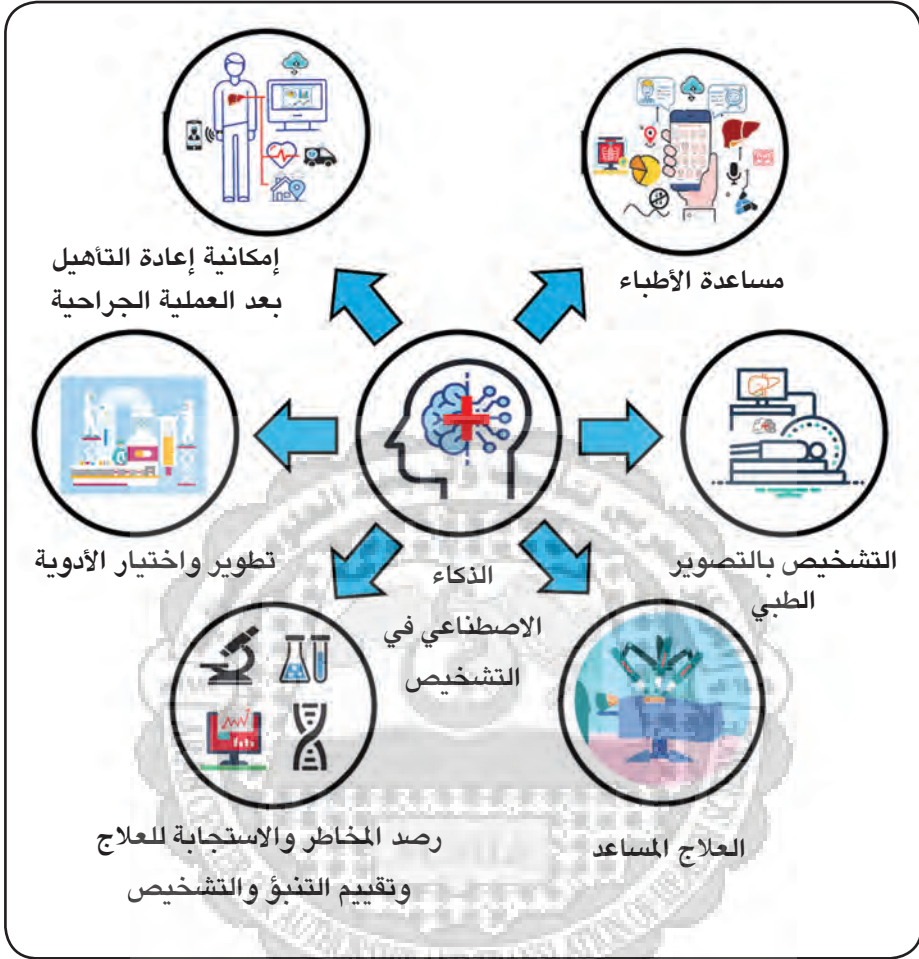 مساعدة الأطباء
إمكانية إعادة التأهيل
بعد العملية الجراحية
التشخيص بالتصوير
الطبي
الذكاء
الاصطناعي في
التشخيص
تطوير واختيار الأدوية
العلاج المساعد
رصد المخاطر والاستجابة للعلاج
وتقييم التنبؤ والتشخيص